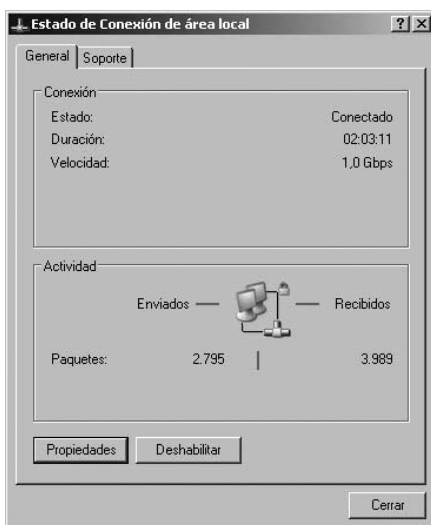 Estado de Conexión de área local
General Soporte
Conexión
Estado: Conectado
Duración: 02:03:11
Velocidad: 1,0 Gbps
Actividad
Enviados Recibidos
Paquetes: 2.795 3.989
Propiedades Deshabilitar
Cerrar